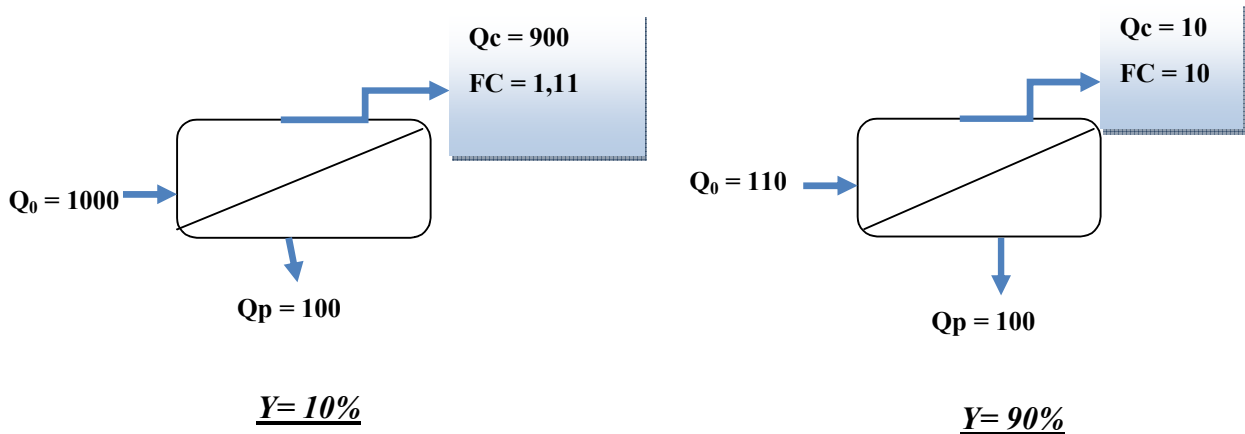 Qc = 900
FC = 1,11
Q₀ = 1000
Qp = 100
Y= 10%
Qc = 10
FC = 10
Q₀ = 110
Qp = 100
Y= 90%